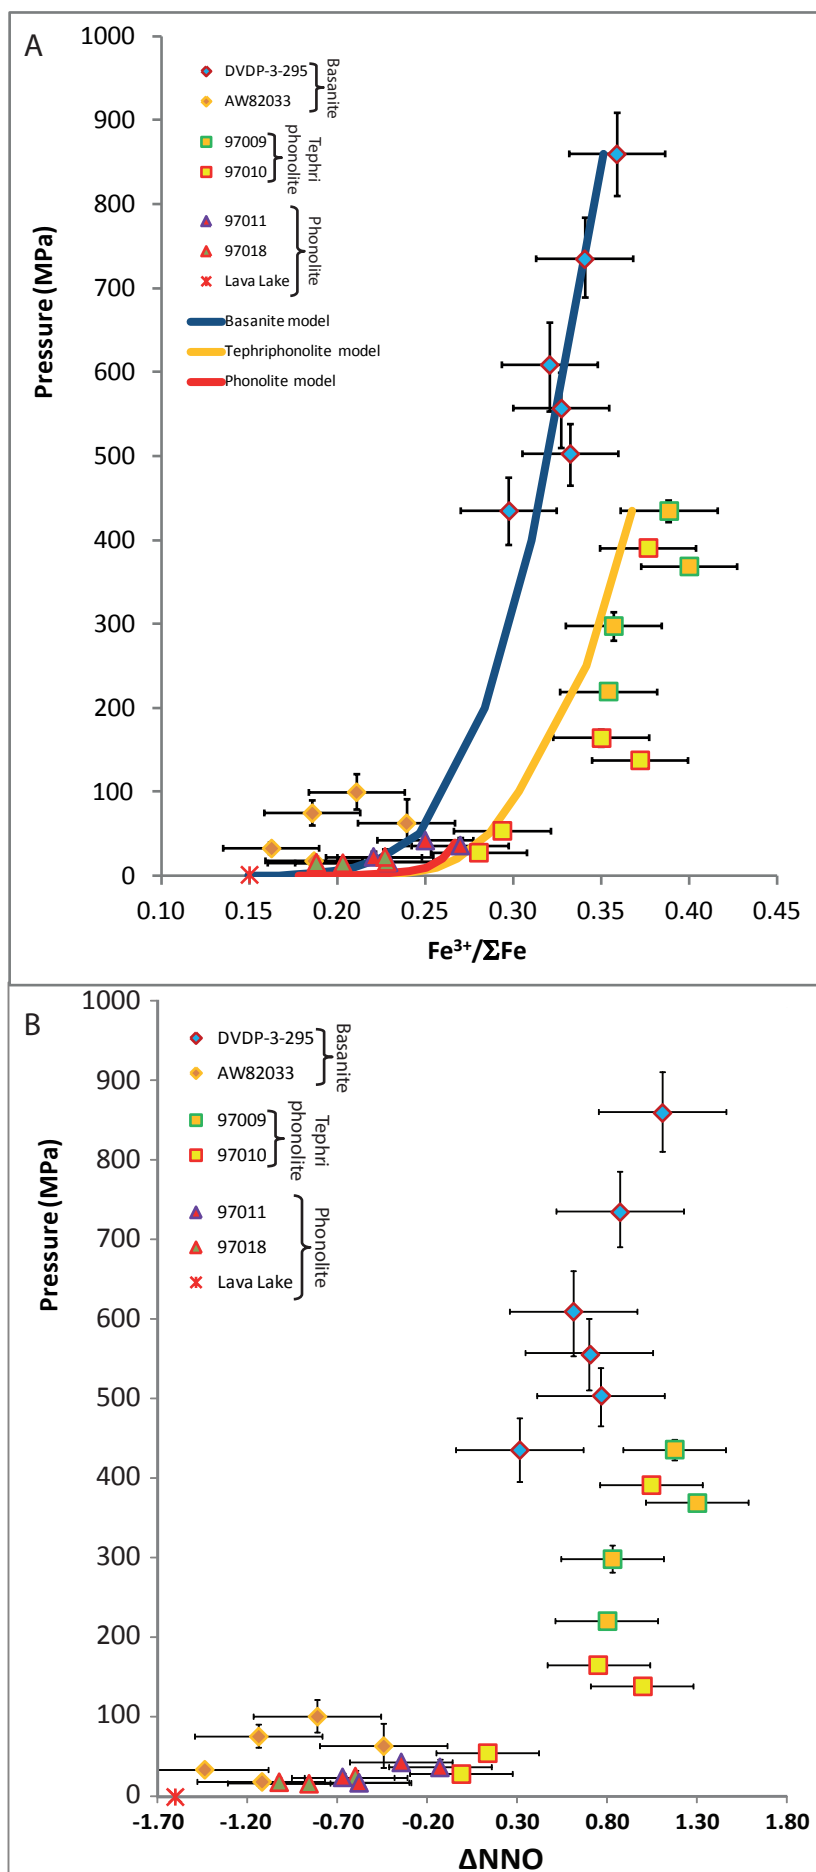 A
1000
900
800
700
600
500
400
300
200
100
0
Pressure (MPa)
DVDP-3-295
AW82033
Basanite
97009
97010
Tephri
phonolite
97011
97018
Lava Lake
Phonolite
Basanite model
Tephriphonolite model
Phonolite model
0.10 0.15 0.20 0.25 0.30 0.35 0.40 0.45
Fe³⁺/ΣFe
B
1000
900
800
700
600
500
400
300
200
100
0
Pressure (MPa)
DVDP-3-295
AW82033
Basanite
97009
97010
Tephri
phonolite
97011
97018
Lava Lake
Phonolite
-1.70 -1.20 -0.70 -0.20 0.30 0.80 1.30 1.80
ΔNNO